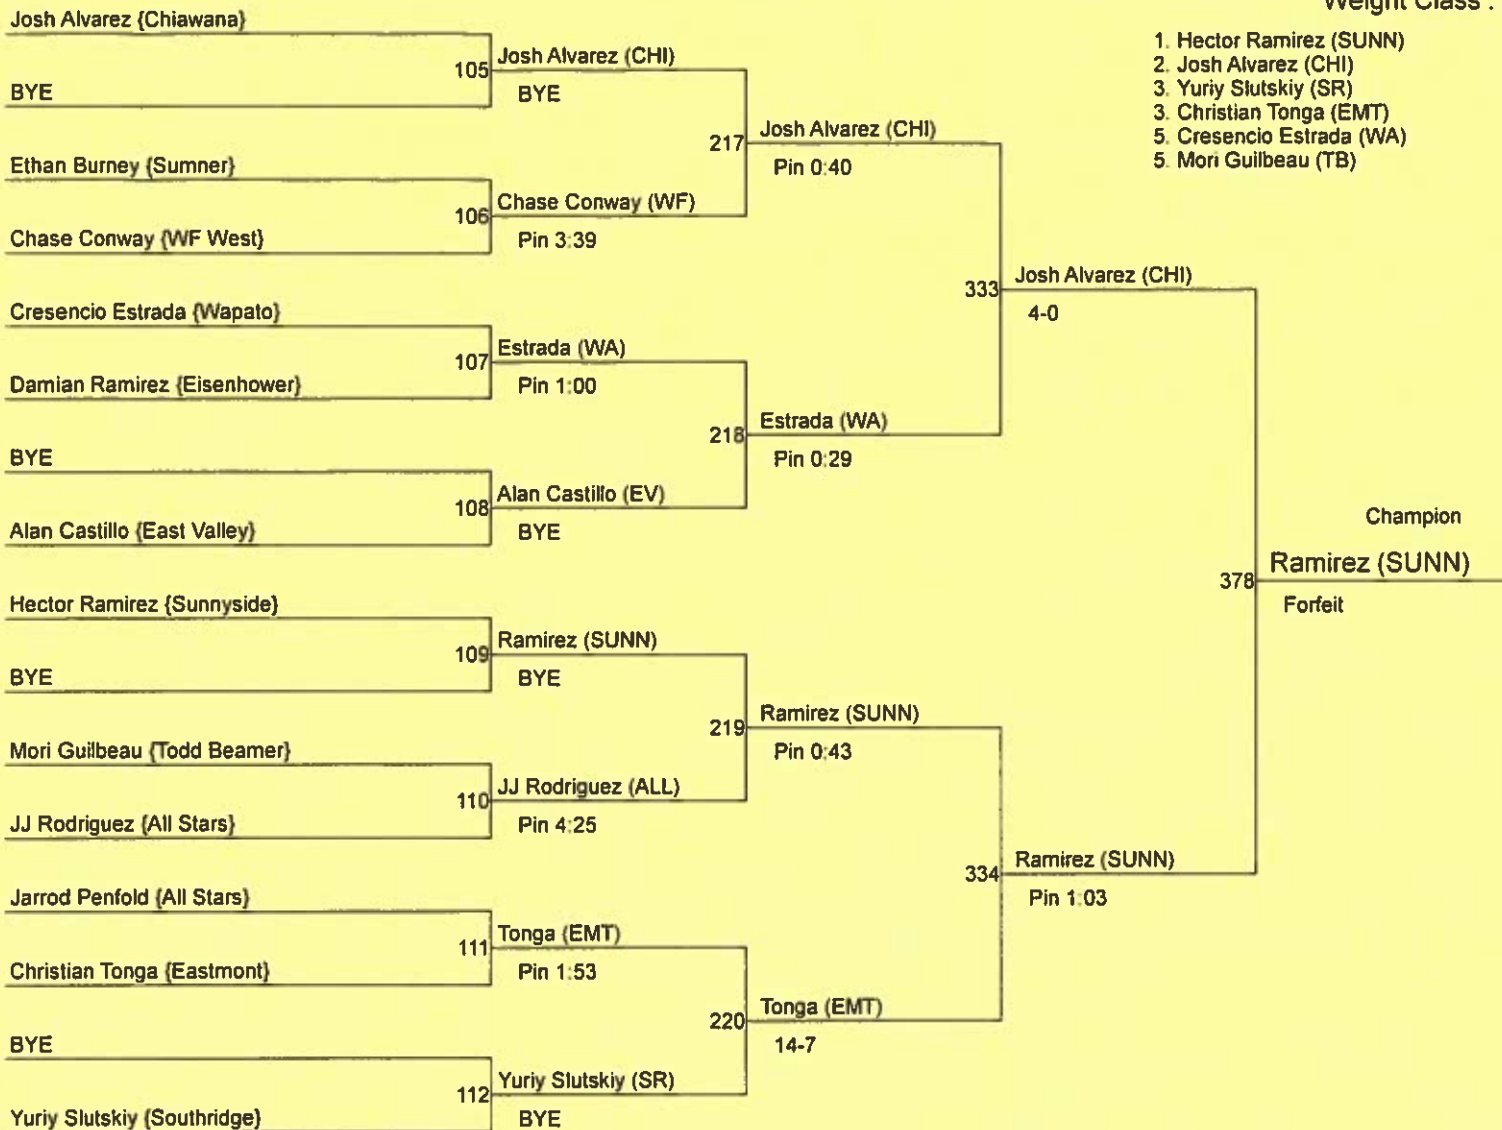 Weight Class :
1. Hector Ramirez (SUNN)
2. Josh Alvarez (CHI)
3. Yuriy Slutskiy (SR)
3. Christian Tonga (EMT)
5. Cresencio Estrada (WA)
5. Mori Guilbeau (TB)
Josh Alvarez {Chiawana}
105 Josh Alvarez (CHI)
BYE
BYE
217 Josh Alvarez (CHI)
Pin 0:40
Ethan Burney {Sumner}
106 Chase Conway (WF)
Chase Conway {WF West}
Pin 3:39
333 Josh Alvarez (CHI)
4-0
Cresencio Estrada {Wapato}
107 Estrada (WA)
Damian Ramirez {Eisenhower}
Pin 1:00
218 Estrada (WA)
Pin 0:29
BYE
108 Alan Castillo (EV)
Alan Castillo {East Valley}
BYE
Champion
378 Ramirez (SUNN)
Forfeit
Hector Ramirez {Sunnyside}
109 Ramirez (SUNN)
BYE
BYE
219 Ramirez (SUNN)
Pin 0:43
Mori Guilbeau {Todd Beamer}
110 JJ Rodriguez (ALL)
JJ Rodriguez {All Stars}
Pin 4:25
334 Ramirez (SUNN)
Pin 1:03
Jarrod Penfold {All Stars}
111 Tonga (EMT)
Christian Tonga {Eastmont}
Pin 1:53
220 Tonga (EMT)
14-7
BYE
112 Yuriy Slutskiy (SR)
Yuriy Slutskiy {Southridge}
BYE